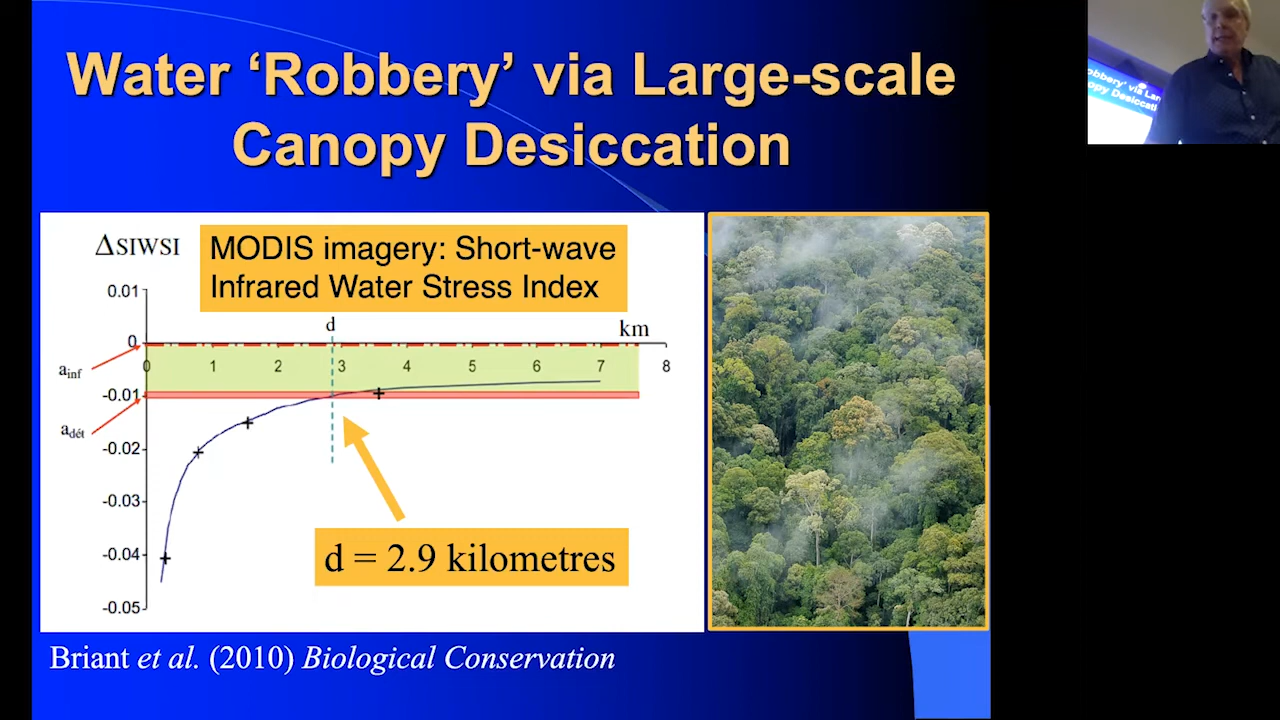 Water ‘Robbery’ via Large-scale
Canopy Desiccation
ΔSIWSI
MODIS imagery: Short-wave
Infrared Water Stress Index
0.01
d
km
0
0 1 2 3 4 5 6 7 8
a inf
-0.01
a dét
-0.02
-0.03
-0.04
-0.05
d = 2.9 kilometres
Briant et al. (2010) Biological Conservation